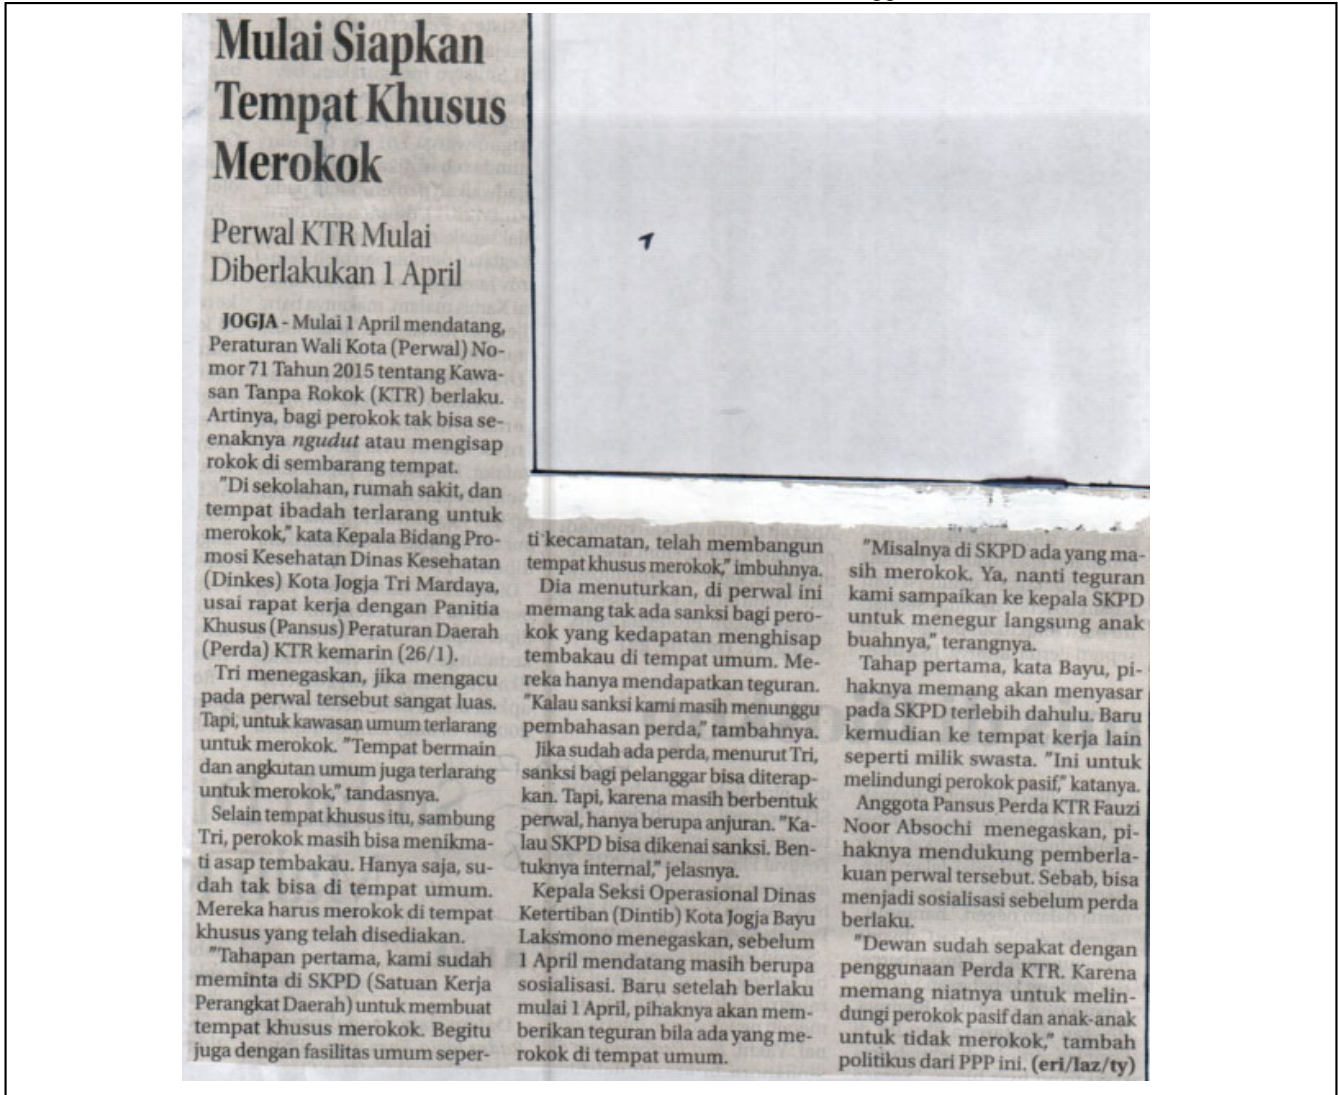 Mulai Siapkan
Tempat Khusus
Merokok
Perwal KTR Mulai
Diberlakukan 1 April
JOGJA - Mulai 1 April mendatang,
Peraturan Wali Kota (Perwal) No-
mor 71 Tahun 2015 tentang Kawa-
san Tanpa Rokok (KTR) berlaku.
Artinya, bagi perokok tak bisa se-
enaknya ngudut atau mengisap
rokok di sembarang tempat.
"Di sekolahan, rumah sakit, dan
tempat ibadah terlarang untuk
merokok," kata Kepala Bidang Pro-
mosi Kesehatan Dinas Kesehatan
(Dinkes) Kota Jogja Tri Mardaya,
usai rapat kerja dengan Panitia
Khusus (Pansus) Peraturan Daerah
(Perda) KTR kemarin (26/1).
Tri menegaskan, jika mengacu
pada perwal tersebut sangat luas.
Tapi, untuk kawasan umum terlarang
untuk merokok. "Tempat bermain
dan angkutan umum juga terlarang
untuk merokok," tandasnya.
Selain tempat khusus itu, sambung
Tri, perokok masih bisa menikma-
ti asap tembakau. Hanya saja, su-
dah tak bisa di tempat umum.
Mereka harus merokok di tempat
khusus yang telah disediakan.
"Tahapan pertama, kami sudah
meminta di SKPD (Satuan Kerja
Perangkat Daerah) untuk membuat
tempat khusus merokok. Begitu
juga dengan fasilitas umum seper-
ti kecamatan, telah membangun
tempat khusus merokok," imbuhnya.
Dia menuturkan, di perwal ini
memang tak ada sanksi bagi pero-
kok yang kedapatan menghisap
tembakau di tempat umum. Me-
reka hanya mendapatkan teguran.
"Kalau sanksi kami masih menunggu
pembahasan perda," tambahnya.
Jika sudah ada perda, menurut Tri,
sanksi bagi pelanggar bisa diterap-
kan. Tapi, karena masih berbentuk
perwal, hanya berupa anjuran. "Ka-
lau SKPD bisa dikenai sanksi. Ben-
tuknya internal," jelasnya.
Kepala Seksi Operasional Dinas
Ketertiban (Dintib) Kota Jogja Bayu
Laksmono menegaskan, sebelum
1 April mendatang masih berupa
sosialisasi. Baru setelah berlaku
mulai 1 April, pihaknya akan mem-
berikan teguran bila ada yang me-
rokok di tempat umum.
"Misalnya di SKPD ada yang ma-
sih merokok. Ya, nanti teguran
kami sampaikan ke kepala SKPD
untuk menegur langsung anak
buahnya," terangnya.
Tahap pertama, kata Bayu, pi-
haknya memang akan menyasar
pada SKPD terlebih dahulu. Baru
kemudian ke tempat kerja lain
seperti milik swasta. "Ini untuk
melindungi perokok pasif," katanya.
Anggota Pansus Perda KTR Fauzi
Noor Absochi menegaskan, pi-
haknya mendukung pemberla-
kuan perwal tersebut. Sebab, bisa
menjadi sosialisasi sebelum perda
berlaku.
"Dewan sudah sepakat dengan
penggunaan Perda KTR. Karena
memang niatnya untuk melin-
dungi perokok pasif dan anak-anak
untuk tidak merokok," tambah
politikus dari PPP ini. (eri/laz/ty)